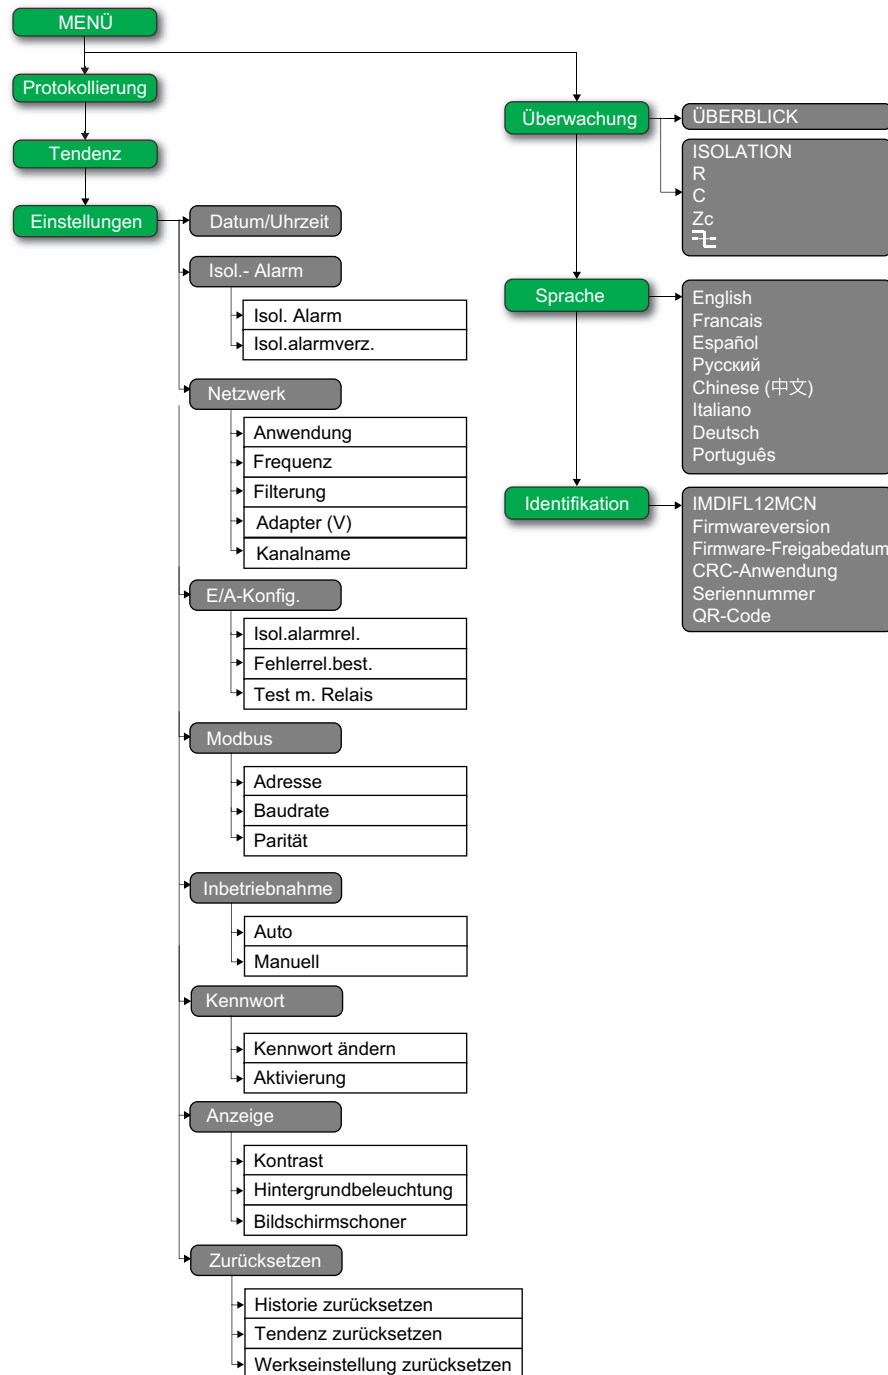 MENÜ
Protokollierung
Tendenz
Einstellungen
Datum/Uhrzeit
Isol.- Alarm
Isol. Alarm
Isol.alarmverz.
Netzwerk
Anwendung
Frequenz
Filterung
Adapter (V)
Kanalname
E/A-Konfig.
Isol.alarmrel.
Fehlerrel.best.
Test m. Relais
Modbus
Adresse
Baudrate
Parität
Inbetriebnahme
Auto
Manuell
Kennwort
Kennwort ändern
Aktivierung
Anzeige
Kontrast
Hintergrundbeleuchtung
Bildschirmschoner
Zurücksetzen
Historie zurücksetzen
Tendenz zurücksetzen
Werkseinstellung zurücksetzen
Überwachung
ÜBERBLICK
ISOLATION
R
C
Zc
Sprache
English
Francais
Español
Русский
Chinese (中文)
Italiano
Deutsch
Português
Identifikation
IMDIFL12MCN
Firmwareversion
Firmware-Freigabedatum
CRC-Anwendung
Seriennummer
QR-Code